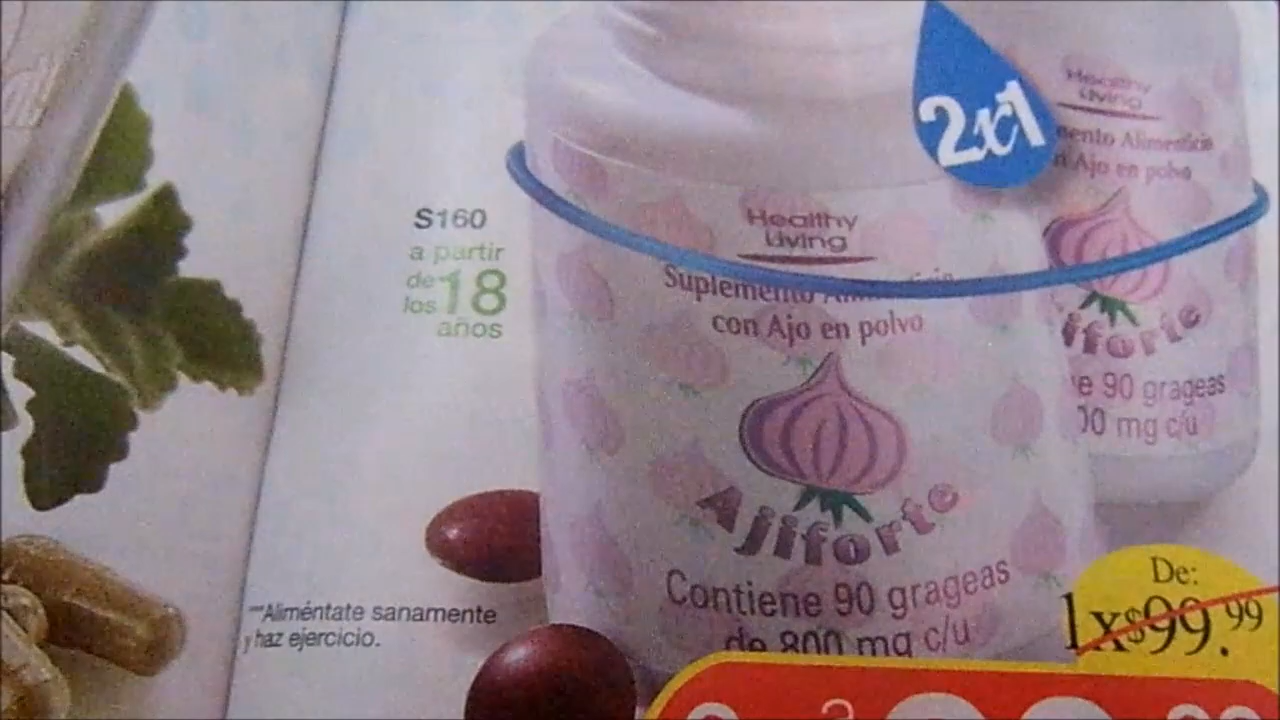 2x1
Healthy
Living
mento Alimenticio
n Ajo en polvo
iforte
e 90 grageas
00 mg c/u
S160
a partir
de
los 18
años
Healthy
Living
Suplemento
con Ajo en polvo
Ajiforte
Contiene 90 grageas
de 800 mg c/u
***Aliméntate sanamente
y haz ejercicio.
De:
1x$99.99